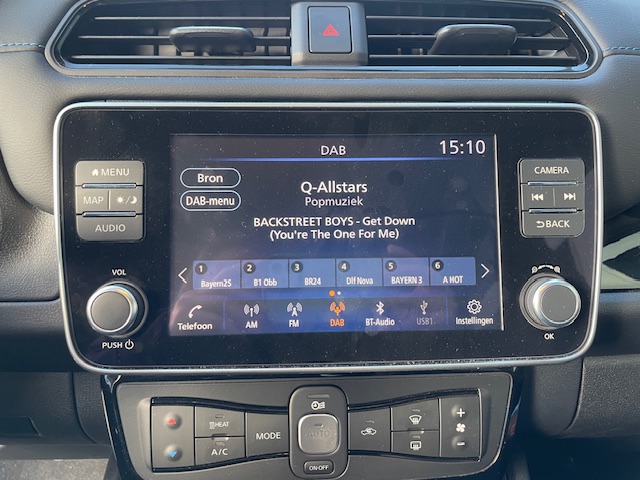 DAB
15:10
MENU
MAP
AUDIO
Bron
DAB-menu
Q-Allstars
Popmuziek
BACKSTREET BOYS - Get Down
(You're The One For Me)
CAMERA
BACK
1 2 3 4 5 6
Bayern2S B1 Obb BR24 Dlf Nova BAYERN 3 A HOT
VOL
PUSH
Telefoon AM FM DAB BT-Audio USB1 Instellingen
OK
HEAT
A/C
MODE
AUTO
ON·OFF